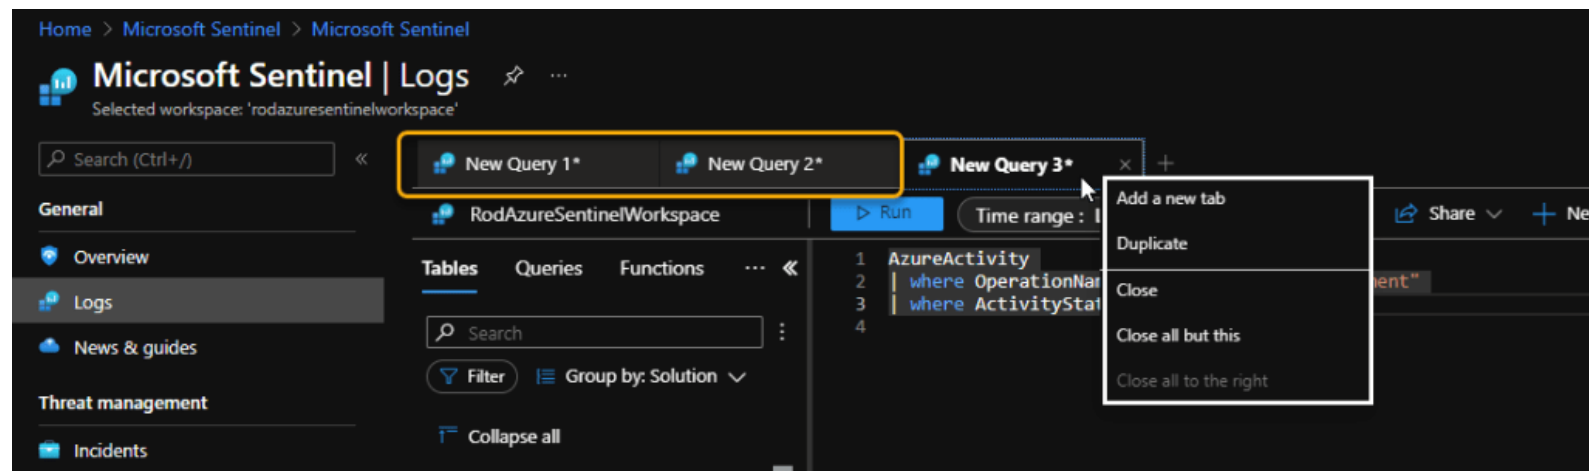 Home > Microsoft Sentinel > Microsoft Sentinel
Microsoft Sentinel | Logs ...
Selected workspace: 'rodazuresentinelworkspace'
Search (Ctrl+/) «
New Query 1* New Query 2* New Query 3* × +
General
Overview
Logs
News & guides
Threat management
Incidents
RodAzureSentinelWorkspace
Run Time range : Share
Tables Queries Functions ... «
Search
Filter Group by: Solution
Collapse all
1 AzureActivity
2 | where
3 | where
4
Add a new tab
Duplicate
Close
Close all but this
Close all to the right